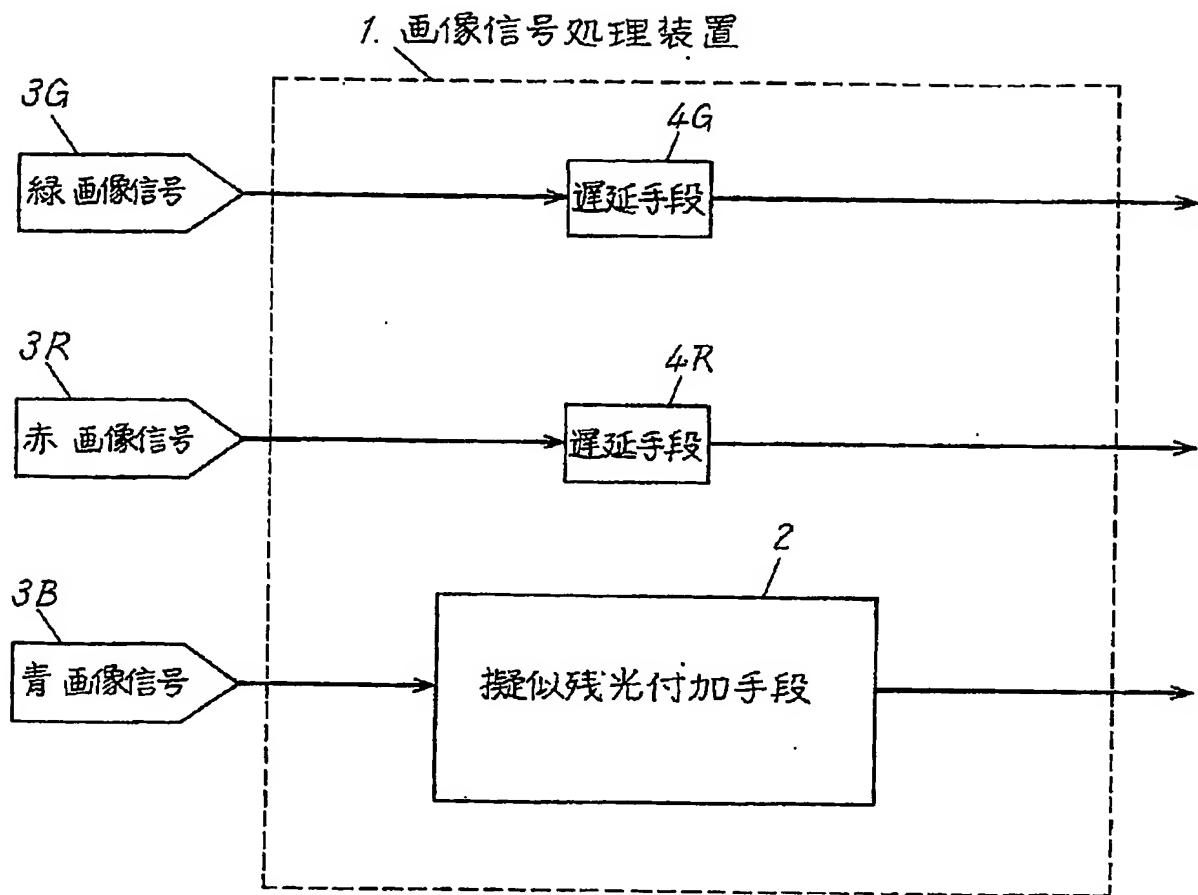 1. 画像信号処理装置
3G
4G
緑 画像信号
遅延手段
3R
4R
赤 画像信号
遅延手段
2
3B
青 画像信号
擬似残光付加手段